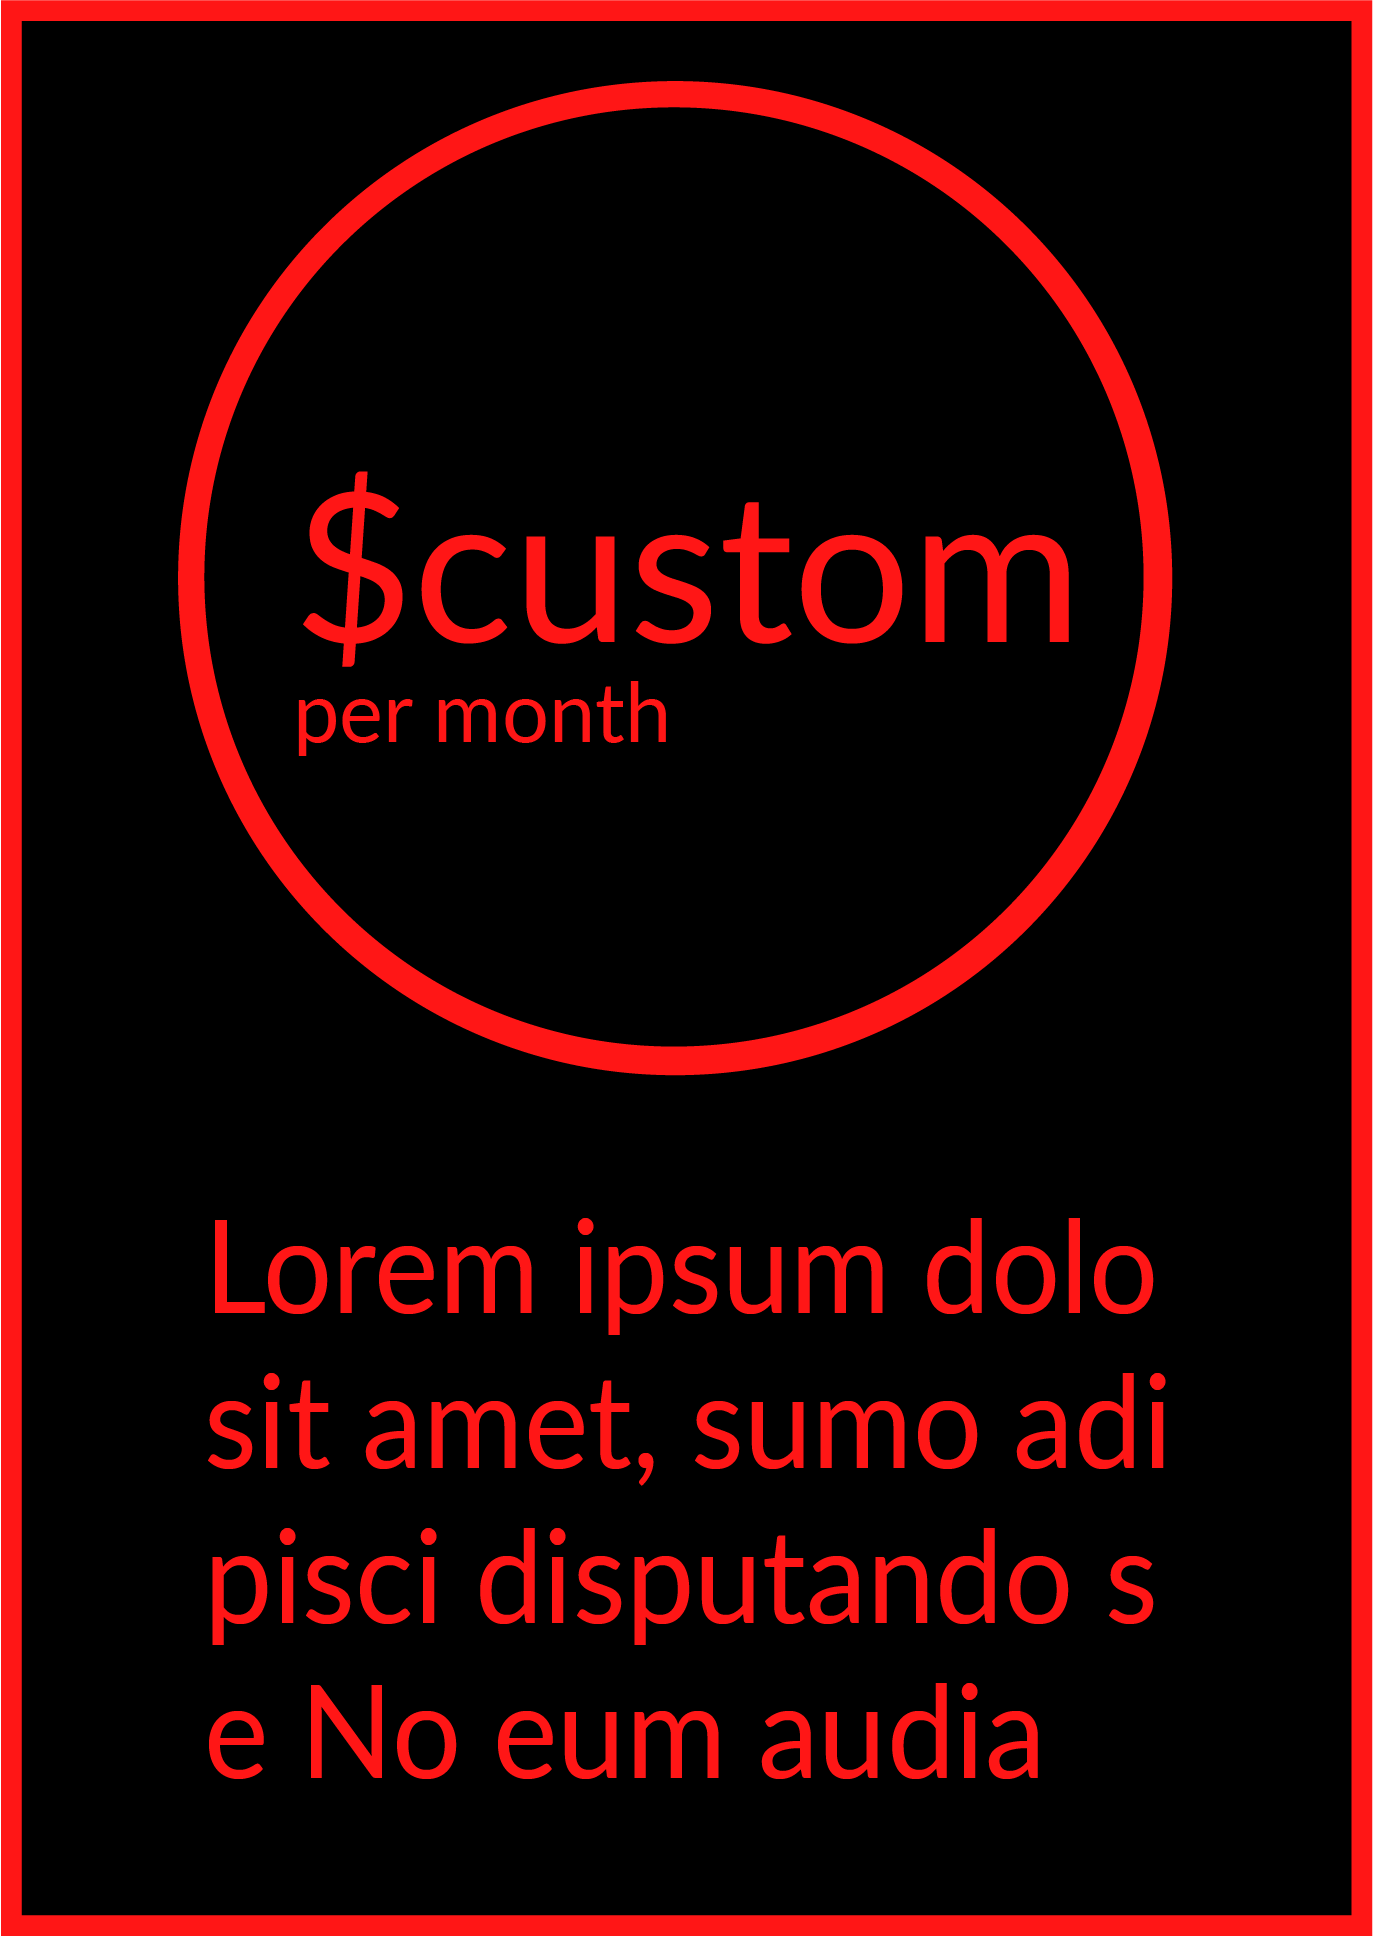 $custom
per month
Lorem ipsum dolo
sit amet, sumo adi
pisci disputando s
e No eum audia